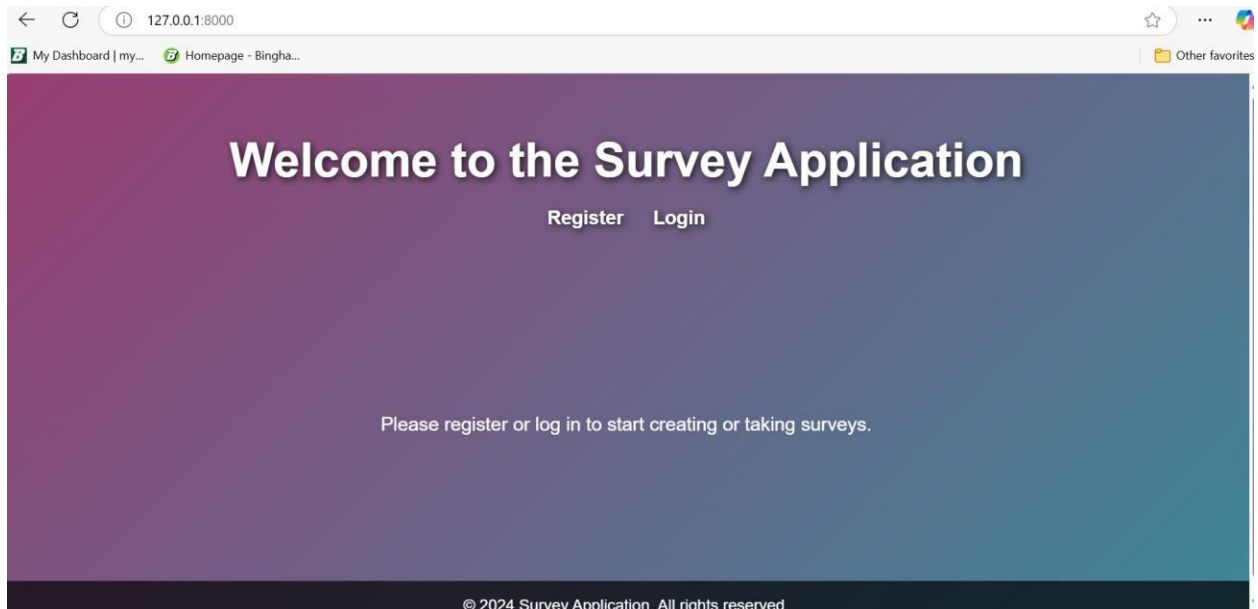 127.0.0.1:8000
My Dashboard | my... Homepage - Bingha... Other favorites
Welcome to the Survey Application
Register Login
Please register or log in to start creating or taking surveys.
© 2024 Survey Application. All rights reserved